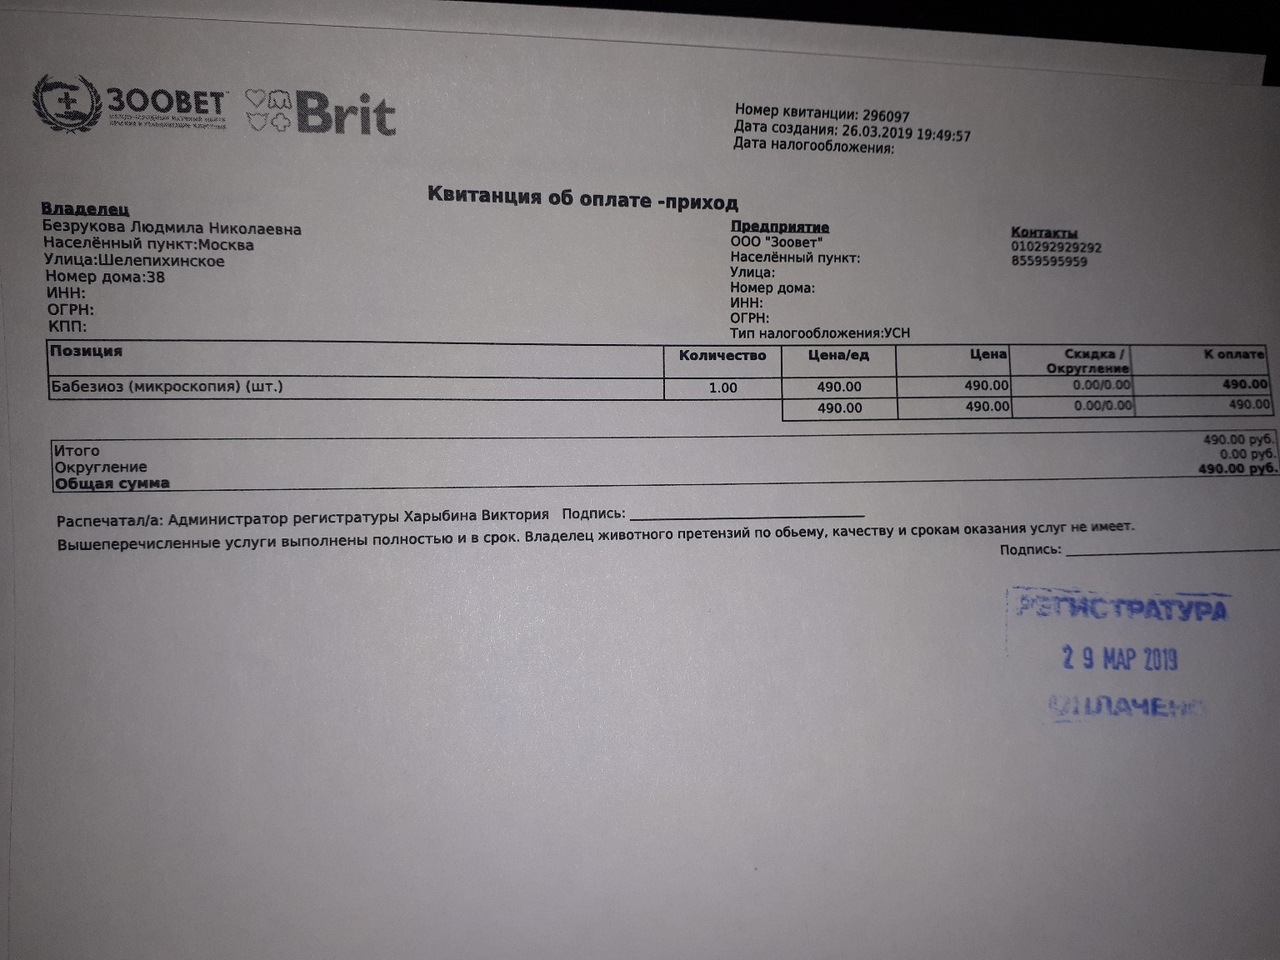 ЗООВЕТ
Brit
Номер квитанции: 296097
Дата создания: 26.03.2019 19:49:57
Дата налогообложения:
Квитанция об оплате -приход
Владелец
Безрукова Людмила Николаевна
Населённый пункт:Москва
Улица:Шелепихинское
Номер дома:38
ИНН:
ОГРН:
КПП:
Предприятие
ООО "Зоовет"
Населённый пункт:
Улица:
Номер дома:
ИНН:
ОГРН:
Тип налогообложения:УСН
Контакты
010292929292
8559595959
Позиция Количество Цена/ед Цена Скидка / Округление К оплате
Бабезиоз (микроскопия) (шт.) 1.00 490.00 490.00 0.00/0.00 490.00
490.00 490.00 0.00/0.00 490.00
Итого 490.00 руб.
Округление 0.00 руб.
Общая сумма 490.00 руб.
Распечатал/а: Администратор регистратуры Харыбина Виктория Подпись:
Вышеперечисленные услуги выполнены полностью и в срок. Владелец животного претензий по обьему, качеству и срокам оказания услуг не имеет.
Подпись:
РЕГИСТРАТУРА
29 МАР 2019
ОПЛАЧЕНО